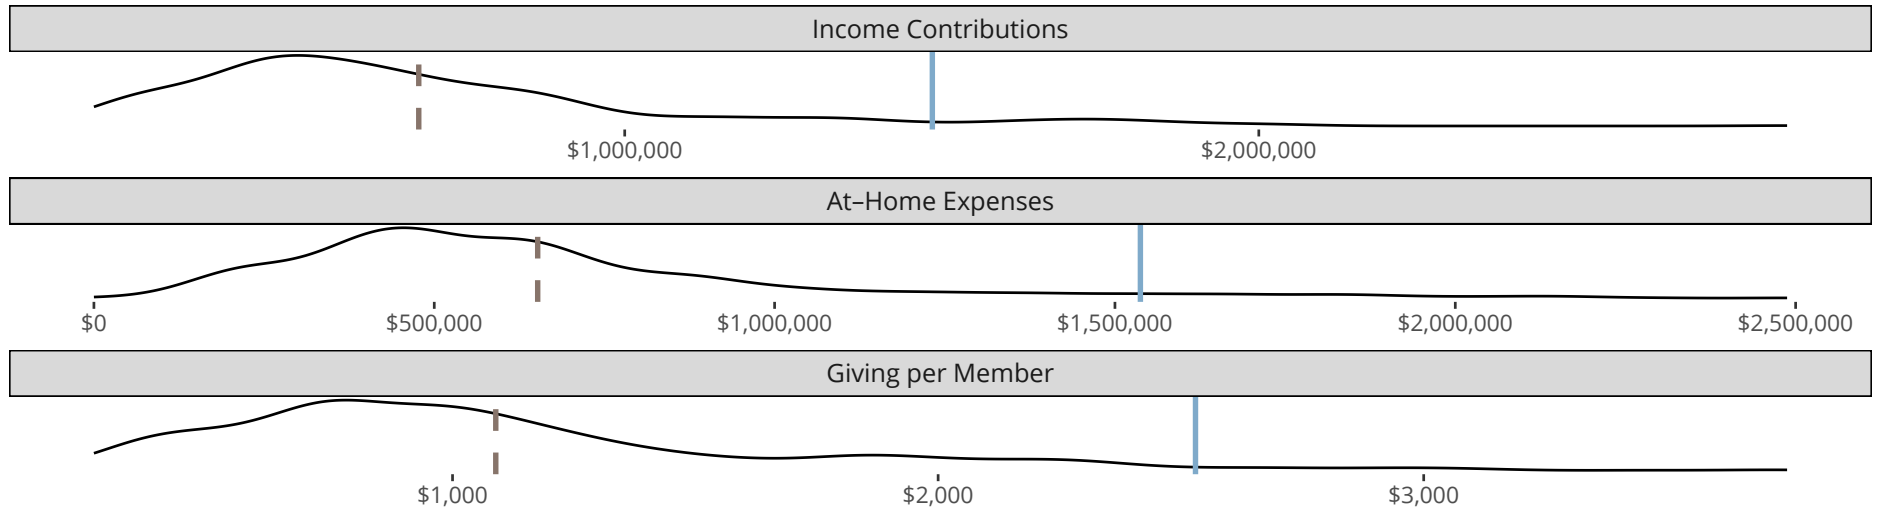 Income Contributions
$1,000,000 $2,000,000
At–Home Expenses
$0 $500,000 $1,000,000 $1,500,000 $2,000,000 $2,500,000
Giving per Member
$1,000 $2,000 $3,000